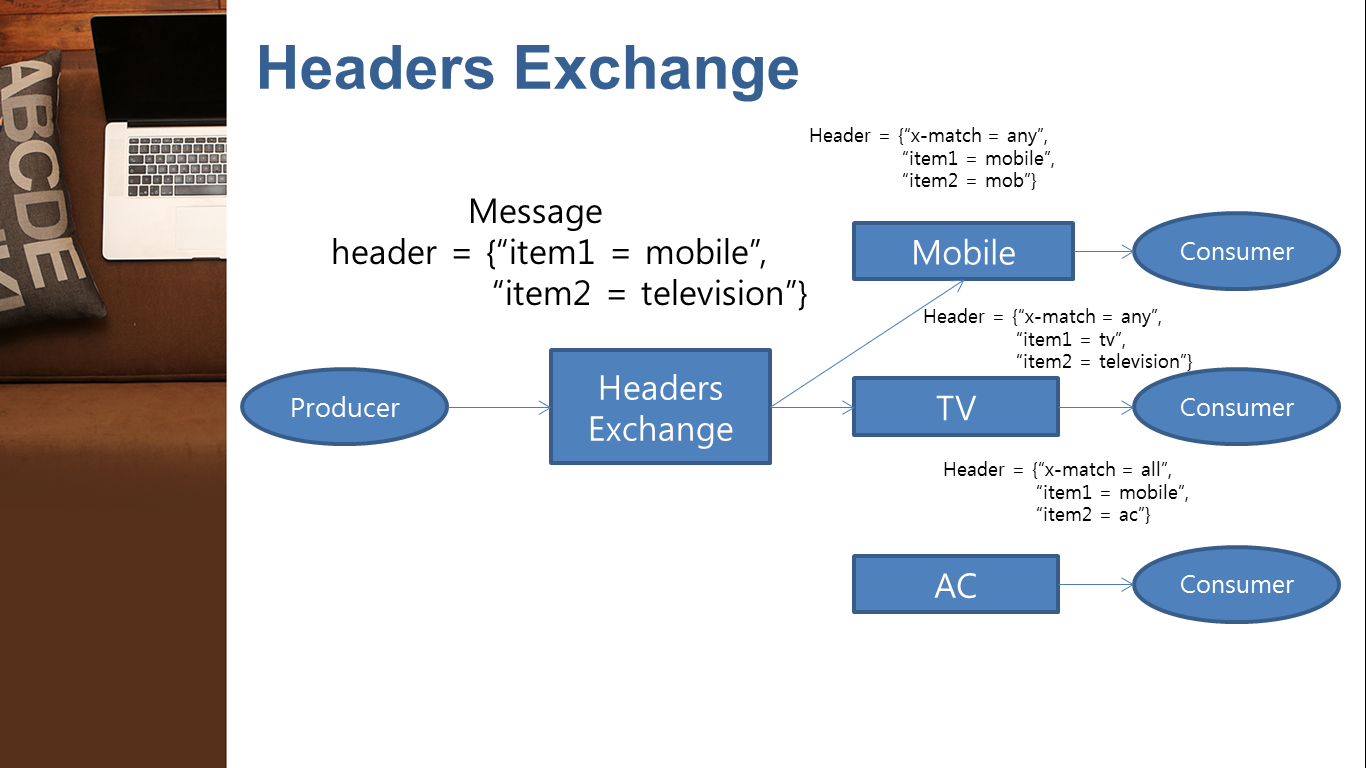 Headers Exchange
Header = {“x-match = any”,
“item1 = mobile”,
“item2 = mob”}
Message
header = {“item1 = mobile”,
“item2 = television”}
Mobile
Consumer
Header = {“x-match = any”,
“item1 = tv”,
“item2 = television”}
Producer
Headers
Exchange
TV
Consumer
Header = {“x-match = all”,
“item1 = mobile”,
“item2 = ac”}
AC
Consumer
ABCDE